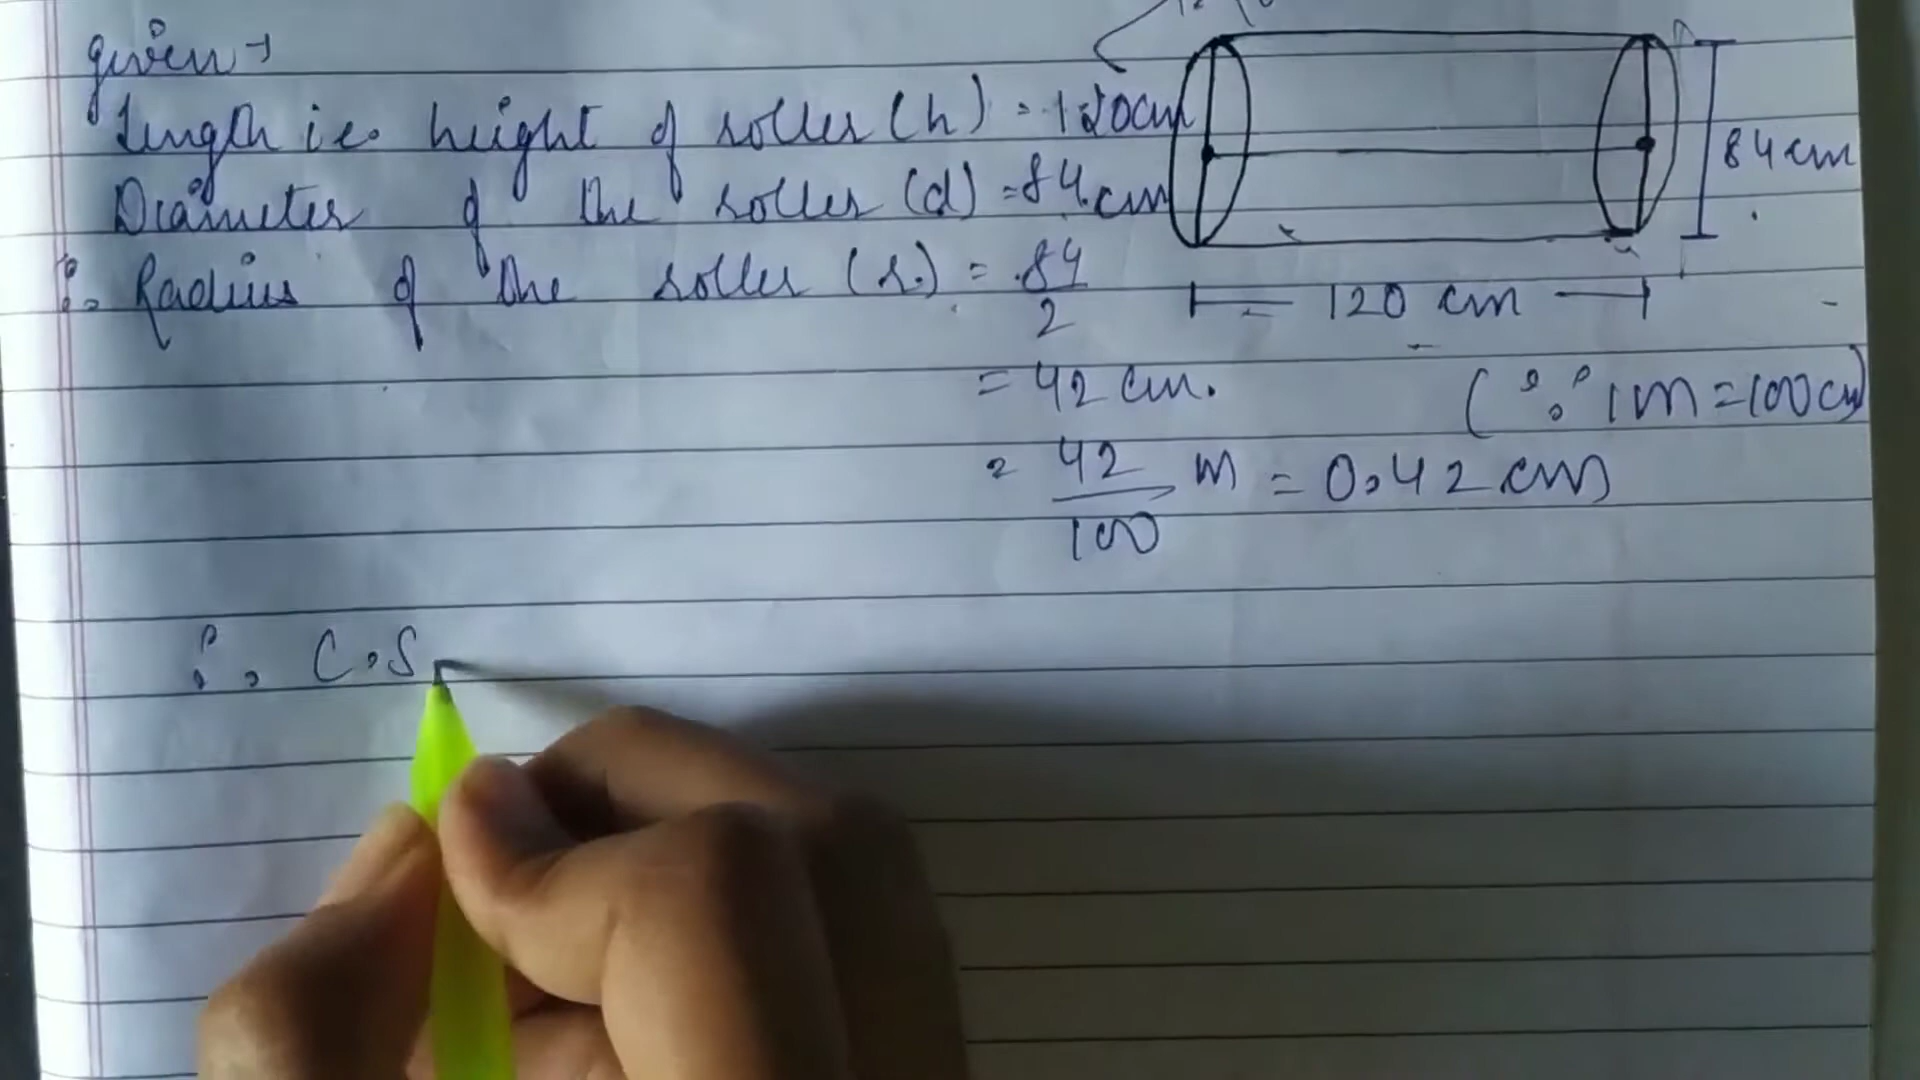 given →
Length i.e. height of roller (h) = 120cm
Diameter of the roller (d) = 84.cm
∴ Radius of the roller (r.) = 84/2
= 42 cm.
(∵ 1m = 100cm)
= 42/100 m = 0.42 cm
∴ C.S
84 cm
120 cm